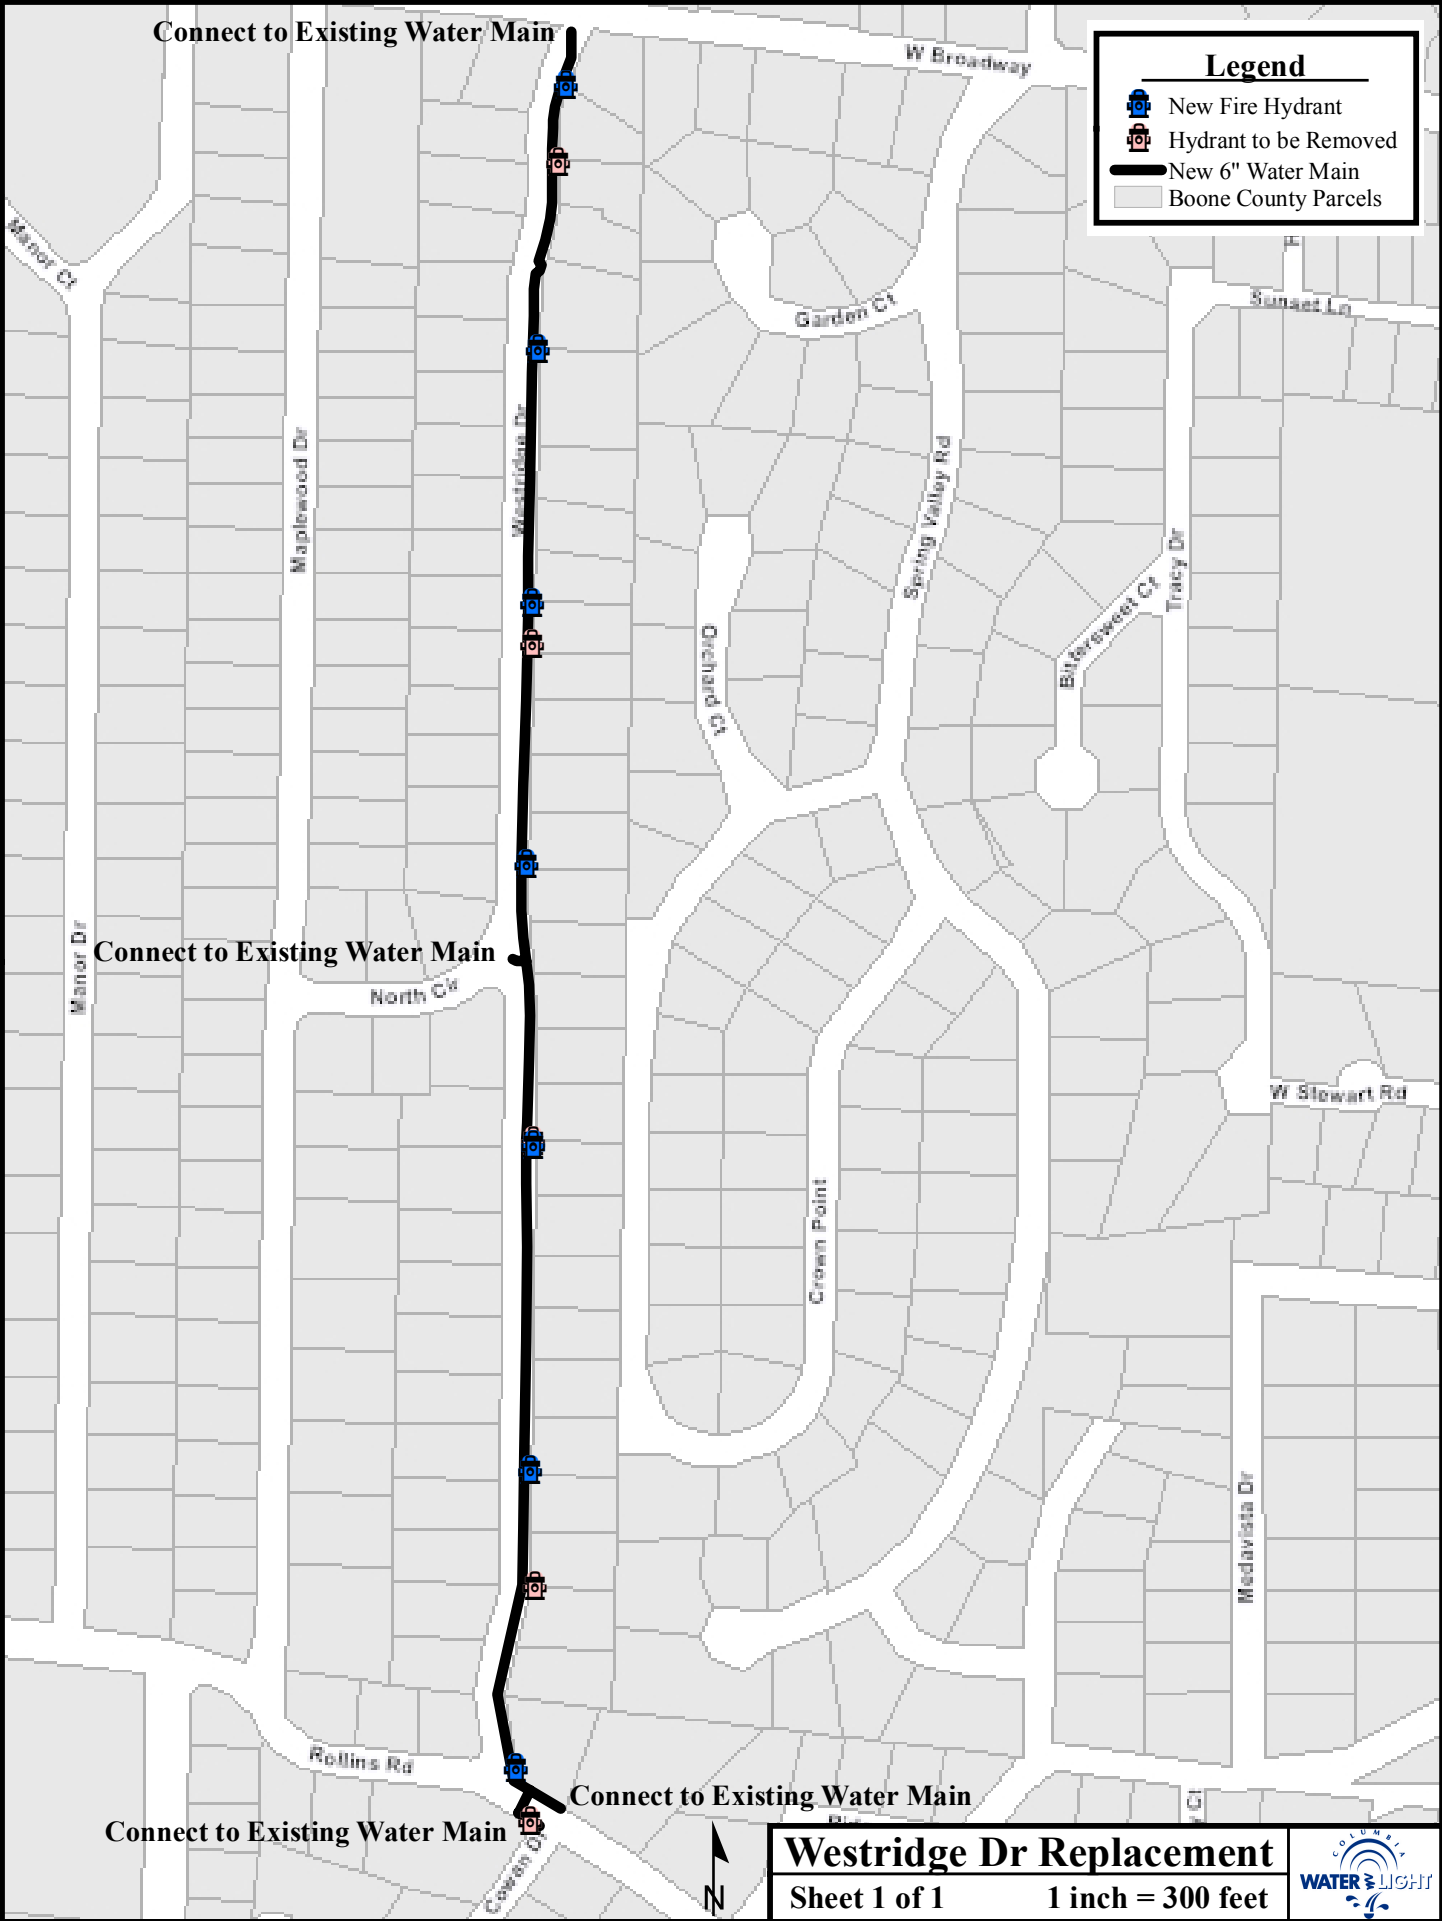 Connect to Existing Water Main
W Broadway
Legend
New Fire Hydrant
Hydrant to be Removed
New 6" Water Main
Boone County Parcels
Manor Ct
Garden Ct
Sunset Ln
Maplewood Dr
Westridge Dr
Spring Valley Rd
Tracy Dr
Bittersweet Ct
Orchard Ct
Manor Dr
Connect to Existing Water Main
North Cir
W Stewart Rd
Crown Point
Medavista Dr
Rollins Rd
Connect to Existing Water Main
Connect to Existing Water Main
Cowan Dr
Ct
N
Westridge Dr Replacement
Sheet 1 of 1
1 inch = 300 feet
COLUMBIA
WATER & LIGHT